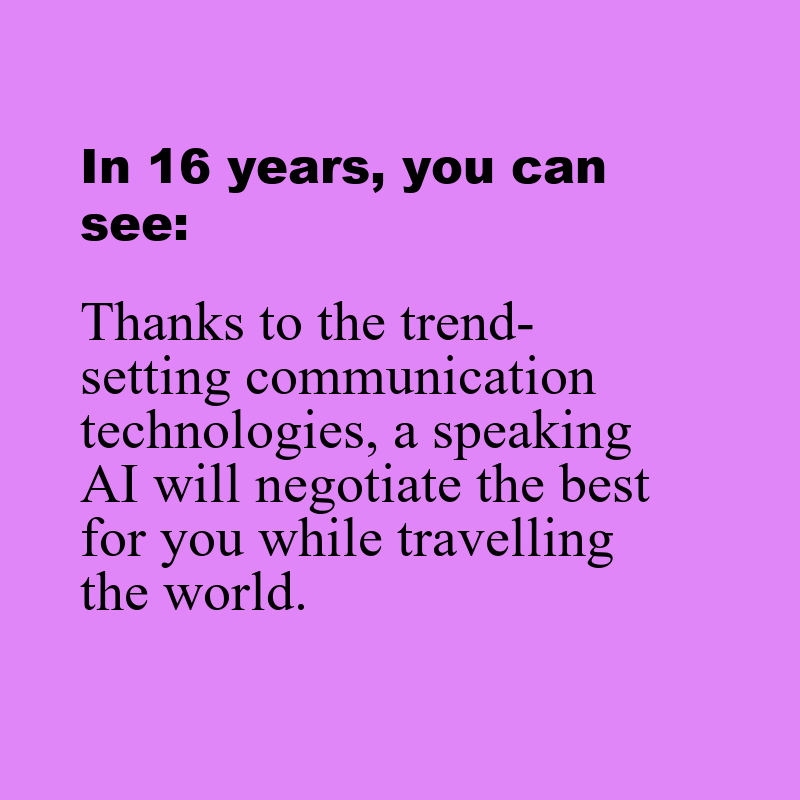 In 16 years, you can
see:
Thanks to the trend-
setting communication
technologies, a speaking
AI will negotiate the best
for you while travelling
the world.